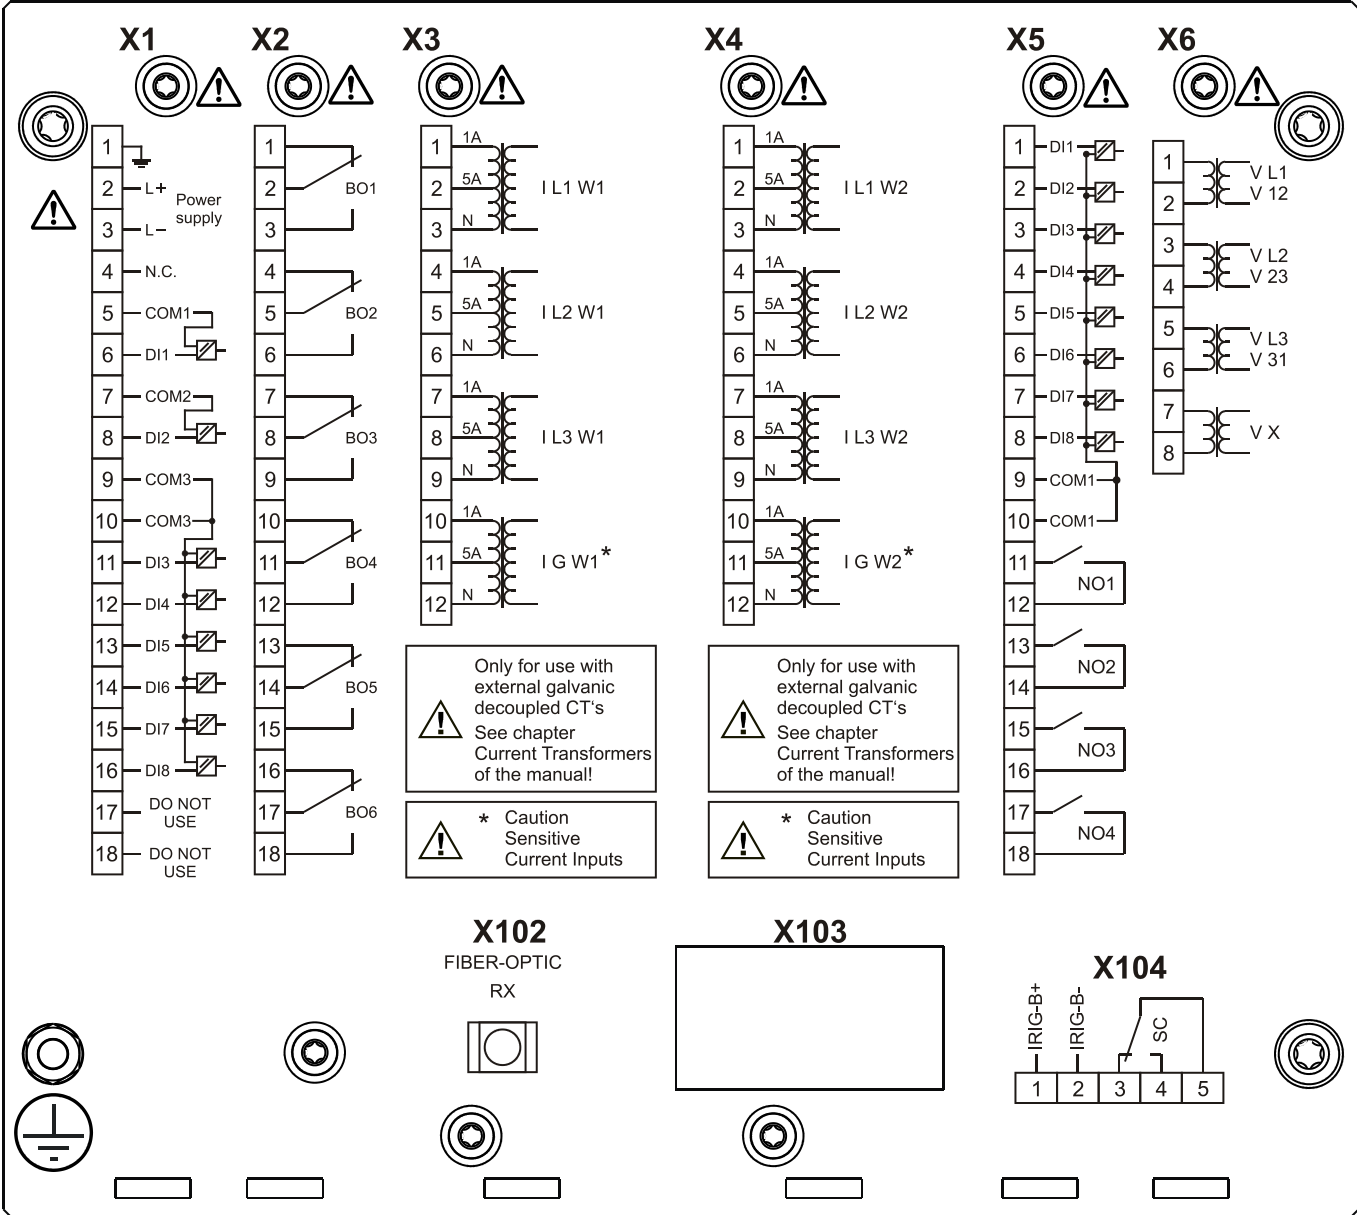 X1
X2
X3
X4
X5
X6
1
2 L+
Power
supply
3 L–
4 N.C.
5 COM1
6 DI1
7 COM2
8 DI2
9 COM3
10 COM3
11 DI3
12 DI4
13 DI5
14 DI6
15 DI7
16 DI8
17 DO NOT
USE
18 DO NOT
USE
1
2 BO1
3
4
5 BO2
6
7
8 BO3
9
10
11 BO4
12
13
14 BO5
15
16
17 BO6
18
1 1A
2 5A I L1 W1
3 N
4 1A
5 5A I L2 W1
6 N
7 1A
8 5A I L3 W1
9 N
10 1A
11 5A I G W1*
12 N
Only for use with
external galvanic
decoupled CT‘s
See chapter
Current Transformers
of the manual!
* Caution
Sensitive
Current Inputs
1 1A
2 5A I L1 W2
3 N
4 1A
5 5A I L2 W2
6 N
7 1A
8 5A I L3 W2
9 N
10 1A
11 5A I G W2*
12 N
Only for use with
external galvanic
decoupled CT‘s
See chapter
Current Transformers
of the manual!
* Caution
Sensitive
Current Inputs
1 DI1
2 DI2
3 DI3
4 DI4
5 DI5
6 DI6
7 DI7
8 DI8
9 COM1
10 COM1
11
NO1
12
13
NO2
14
15
NO3
16
17
NO4
18
1 V L1
2 V 12
3 V L2
4 V 23
5 V L3
6 V 31
7
V X
8
X102
FIBER-OPTIC
RX
X103
X104
IRIG-B+
IRIG-B-
SC
1 2 3 4 5